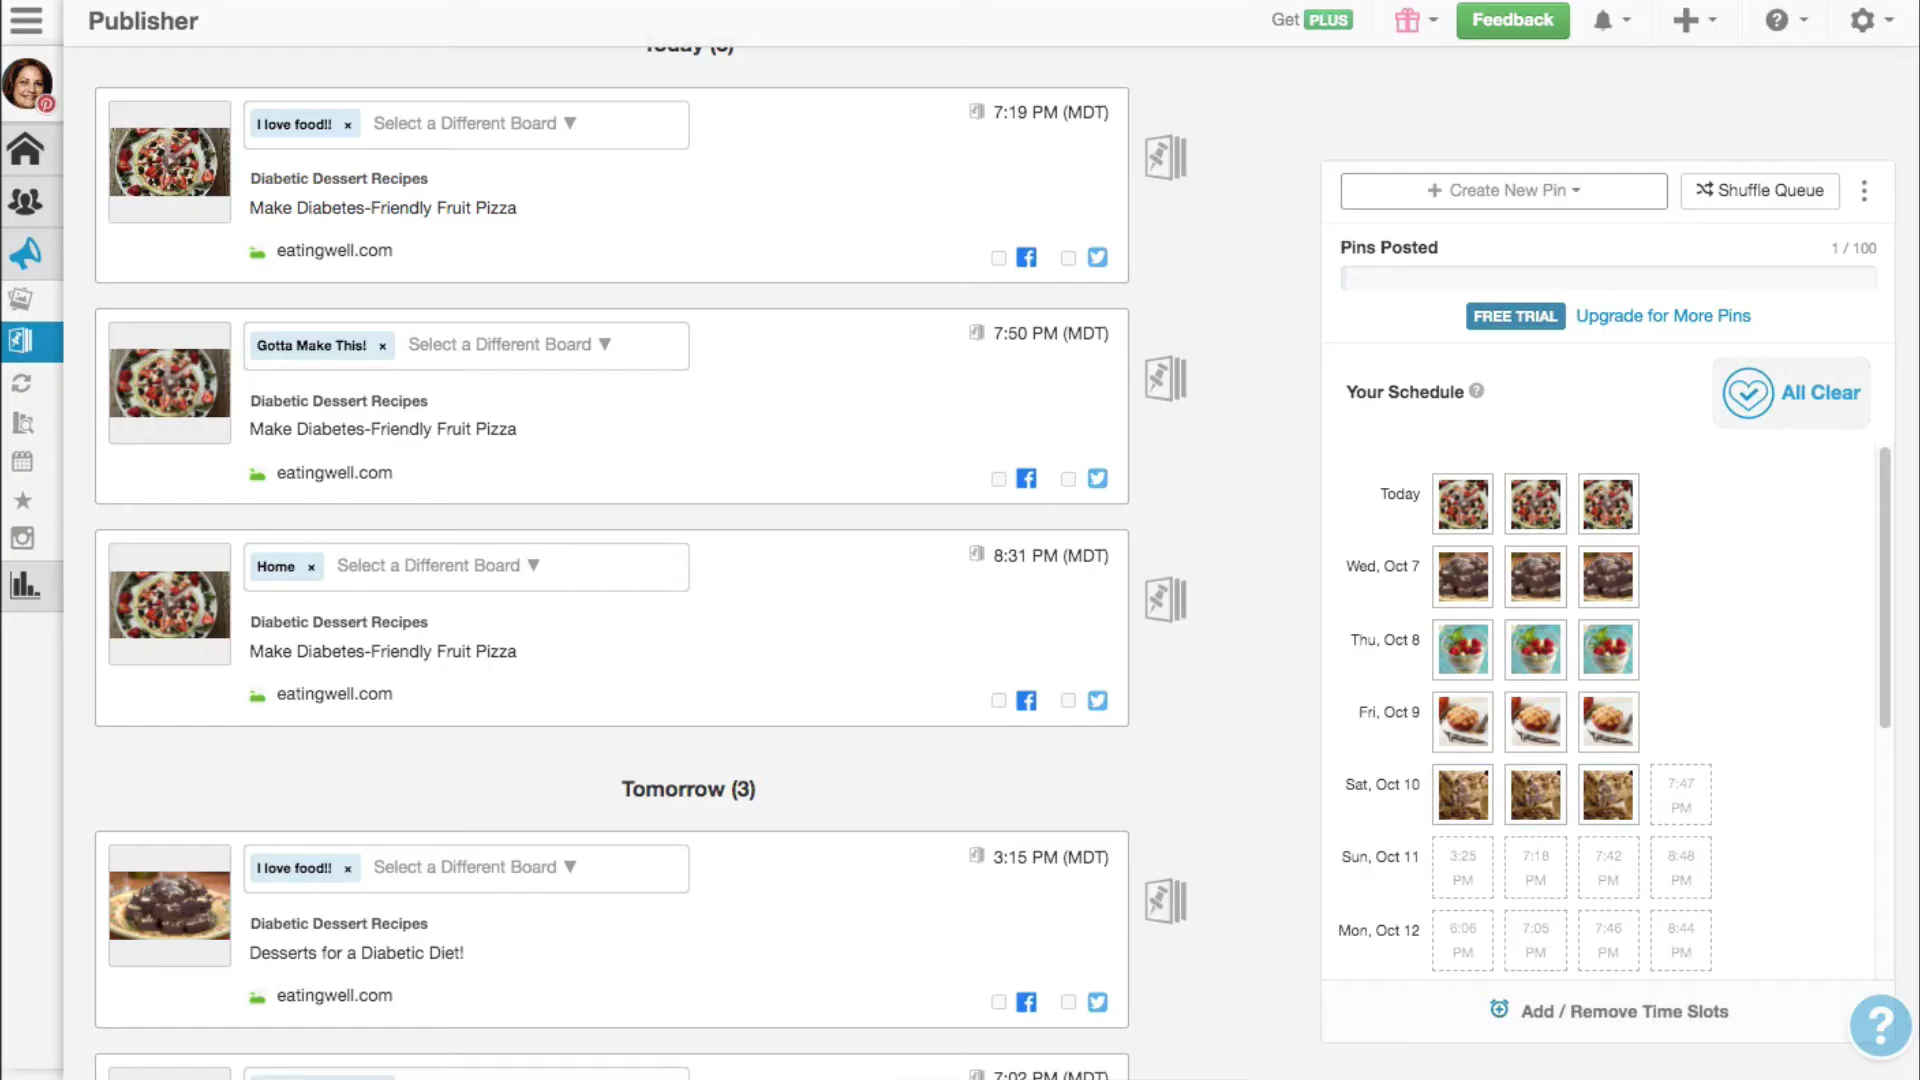 Publisher
Get PLUS
Feedback
Today (3)
I love food!! × Select a Different Board ▼
7:19 PM (MDT)
Diabetic Dessert Recipes
Make Diabetes-Friendly Fruit Pizza
eatingwell.com
Gotta Make This! × Select a Different Board ▼
7:50 PM (MDT)
Diabetic Dessert Recipes
Make Diabetes-Friendly Fruit Pizza
eatingwell.com
Home × Select a Different Board ▼
8:31 PM (MDT)
Diabetic Dessert Recipes
Make Diabetes-Friendly Fruit Pizza
eatingwell.com
Tomorrow (3)
I love food!! × Select a Different Board ▼
3:15 PM (MDT)
Diabetic Dessert Recipes
Desserts for a Diabetic Diet!
eatingwell.com
7:02 PM (MDT)
+ Create New Pin
Shuffle Queue
Pins Posted
1 / 100
FREE TRIAL Upgrade for More Pins
Your Schedule ?
All Clear
Today
Wed, Oct 7
Thu, Oct 8
Fri, Oct 9
Sat, Oct 10
7:47 PM
Sun, Oct 11
3:25 PM
7:18 PM
7:42 PM
8:48 PM
Mon, Oct 12
6:06 PM
7:05 PM
7:46 PM
8:44 PM
Add / Remove Time Slots
?